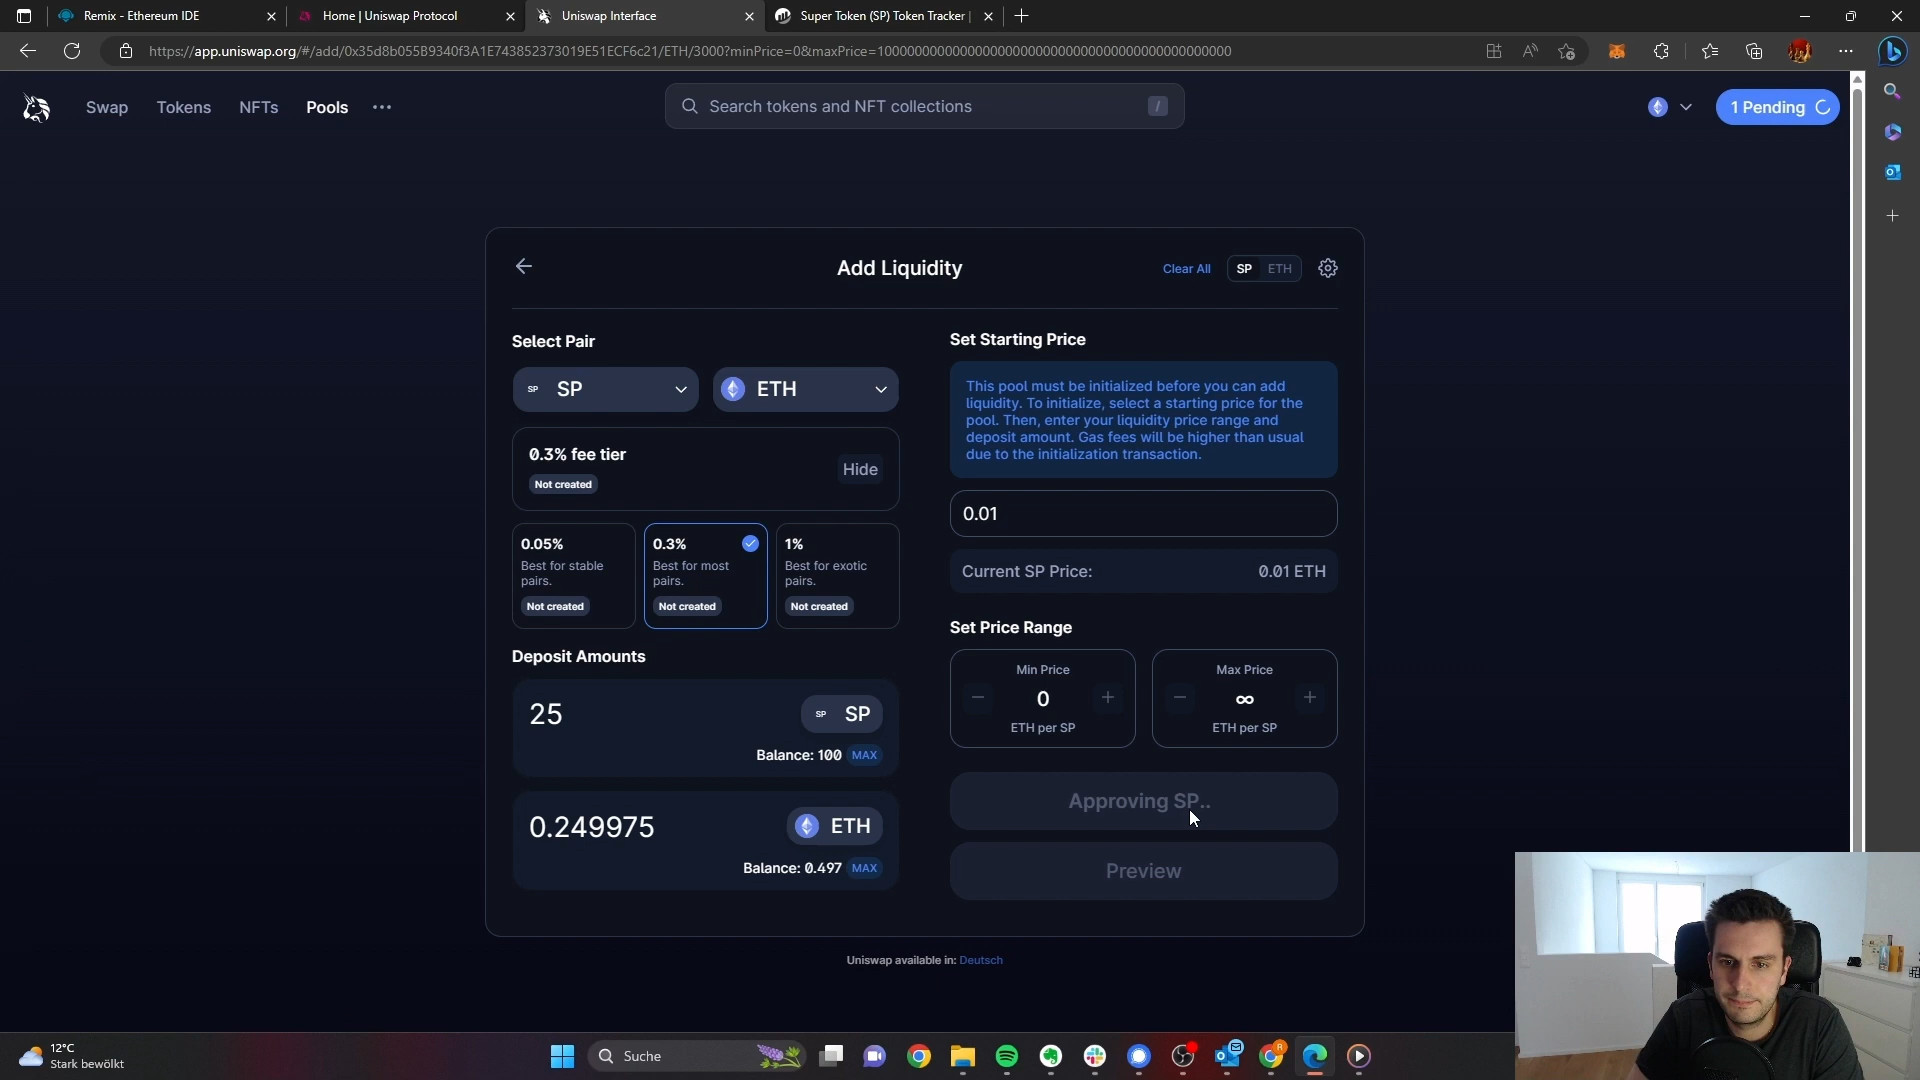 Remix - Ethereum IDE
Home | Uniswap Protocol
Uniswap Interface
Super Token (SP) Token Tracker |
https://app.uniswap.org/#/add/0x35d8b055B9340f3A1E743852373019E51ECF6c21/ETH/3000?minPrice=0&maxPrice=1000000000000000000000000000000000000000000000000
Swap
Tokens
NFTs
Pools
Search tokens and NFT collections
/
1 Pending
Add Liquidity
Clear All
SP
ETH
Select Pair
SP SP
ETH
0.3% fee tier
Not created
Hide
0.05%
Best for stable
pairs.
Not created
0.3%
Best for most
pairs.
Not created
1%
Best for exotic
pairs.
Not created
Deposit Amounts
25
SP SP
Balance: 100 MAX
0.249975
ETH
Balance: 0.497 MAX
Set Starting Price
This pool must be initialized before you can add
liquidity. To initialize, select a starting price for the
pool. Then, enter your liquidity price range and
deposit amount. Gas fees will be higher than usual
due to the initialization transaction.
0.01
Current SP Price:
0.01 ETH
Set Price Range
Min Price
0
ETH per SP
Max Price
∞
ETH per SP
Approving SP..
Preview
Uniswap available in: Deutsch
12°C
Stark bewölkt
Suche